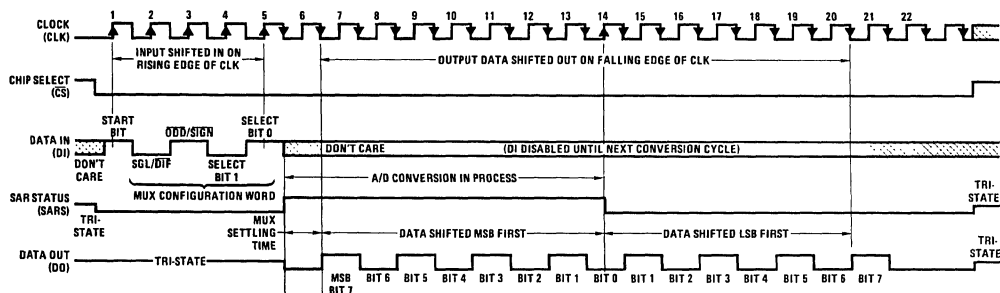 1 2 3 4 5 6 7 8 9 10 11 12 13 14 15 16 17 18 19 20 21 22
CLOCK
(CLK)
INPUT SHIFTED IN ON
RISING EDGE OF CLK
OUTPUT DATA SHIFTED OUT ON FALLING EDGE OF CLK
CHIP SELECT
(CS)
START
BIT
ODD/SIGN
SELECT
BIT 0
DATA IN
(DI)
DON'T
CARE
SGL/DIF
SELECT
BIT 1
DON'T CARE
(DI DISABLED UNTIL NEXT CONVERSION CYCLE)
MUX CONFIGURATION WORD
A/D CONVERSION IN PROCESS
SAR STATUS
(SARS)
TRI-
STATE
TRI-
STATE
MUX
SETTLING
TIME
DATA SHIFTED MSB FIRST
DATA SHIFTED LSB FIRST
DATA OUT
(DO)
TRI-STATE
TRI-
STATE
MSB
BIT 7
BIT 6 BIT 5 BIT 4 BIT 3 BIT 2 BIT 1 BIT 0 BIT 1 BIT 2 BIT 3 BIT 4 BIT 5 BIT 6 BIT 7